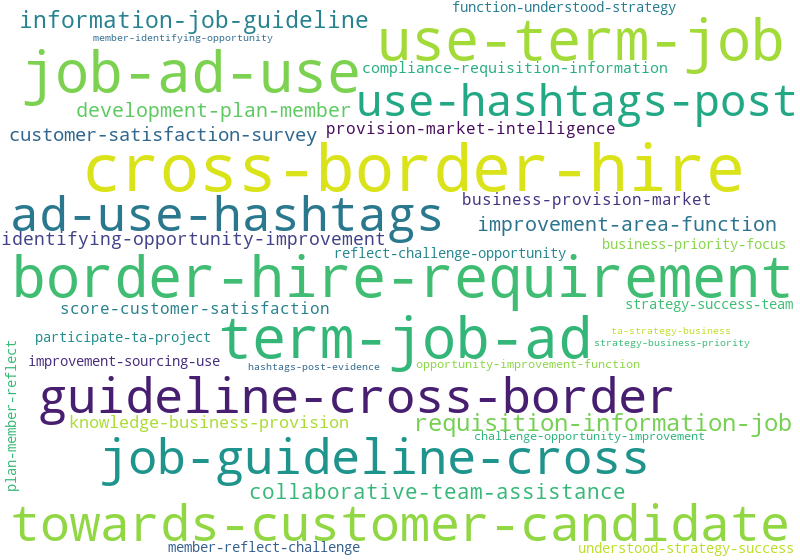 function-understood-strategy
information-job-guideline
use-term-job
member-identifying-opportunity
job-ad-use
compliance-requisition-information
use-hashtags-post
development-plan-member
customer-satisfaction-survey
provision-market-intelligence
cross-border-hire
ad-use-hashtags
business-provision-market
improvement-area-function
identifying-opportunity-improvement
business-priority-focus
reflect-challenge-opportunity
border-hire-requirement
score-customer-satisfaction
strategy-success-team
term-job-ad
participate-ta-project
ta-strategy-business
strategy-business-priority
improvement-sourcing-use
hashtags-post-evidence
opportunity-improvement-function
plan-member-reflect
guideline-cross-border
knowledge-business-provision
requisition-information-job
challenge-opportunity-improvement
job-guideline-cross
collaborative-team-assistance
towards-customer-candidate
member-reflect-challenge
understood-strategy-success